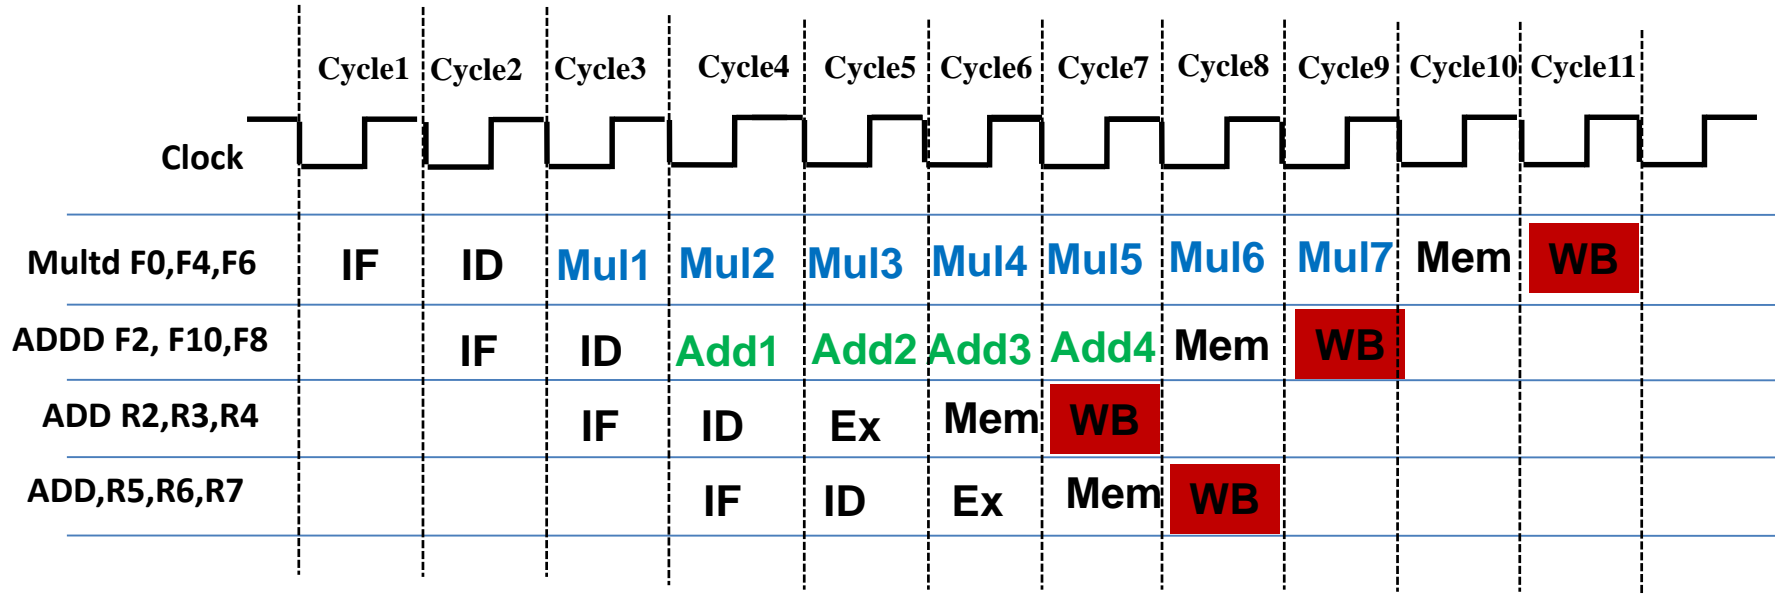 Cycle1 Cycle2 Cycle3 Cycle4 Cycle5 Cycle6 Cycle7 Cycle8 Cycle9 Cycle10 Cycle11
Clock
Multd F0,F4,F6 IF ID Mul1 Mul2 Mul3 Mul4 Mul5 Mul6 Mul7 Mem WB
ADDD F2, F10,F8 IF ID Add1 Add2 Add3 Add4 Mem WB
ADD R2,R3,R4 IF ID Ex Mem WB
ADD,R5,R6,R7 IF ID Ex Mem WB